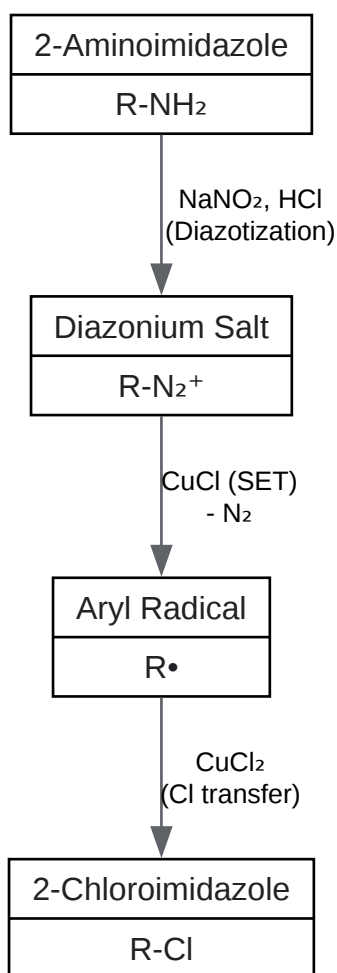 2-Aminoimidazole
R-NH₂
NaNO₂, HCl
(Diazotization)
Diazonium Salt
R-N₂⁺
CuCl (SET)
- N₂
Aryl Radical
R•
CuCl₂
(Cl transfer)
2-Chloroimidazole
R-Cl